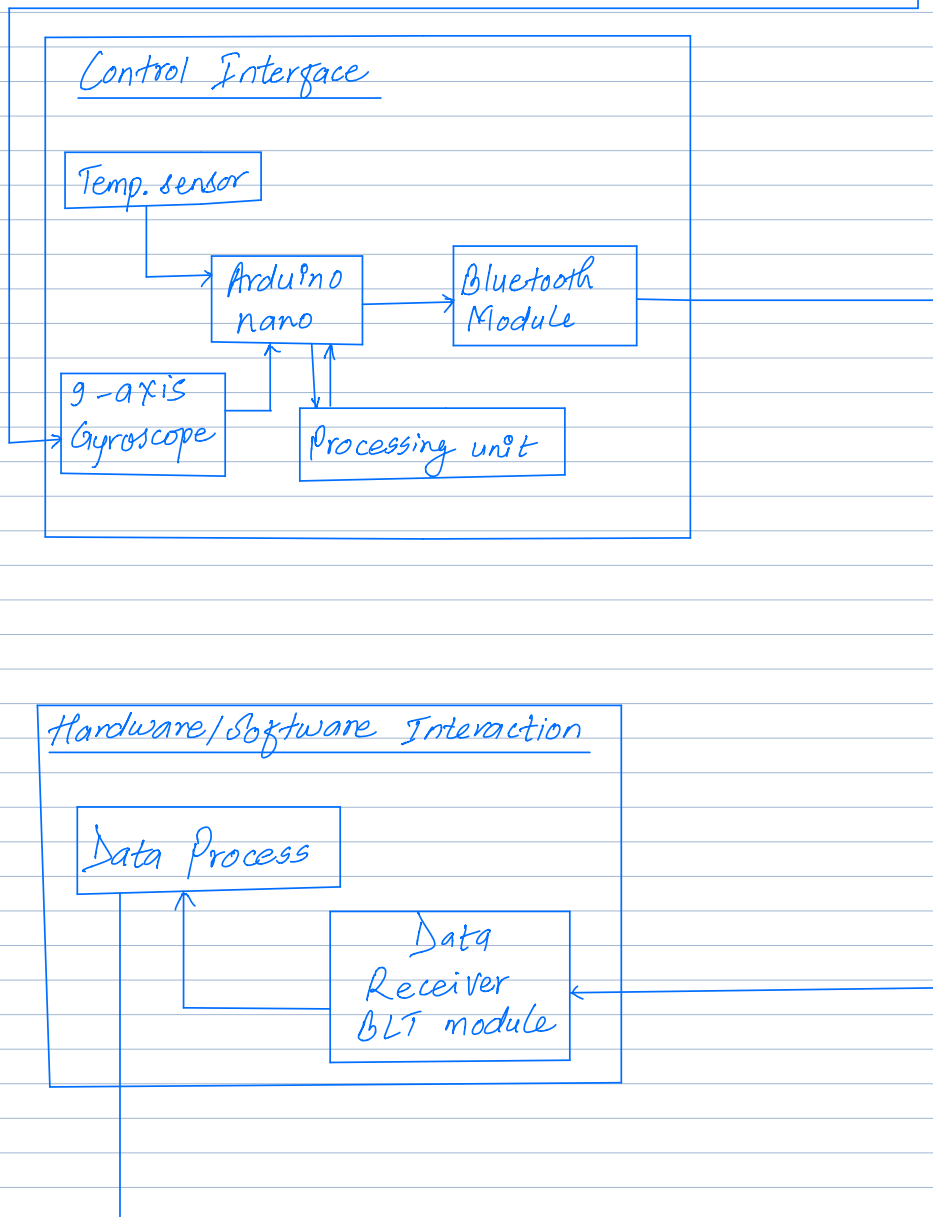 Control Interface
Temp. sensor
Arduino
nano
Bluetooth
Module
9-axis
Gyroscope
Processing unit
Hardware/Software Interaction
Data Process
Data
Receiver
BLT module